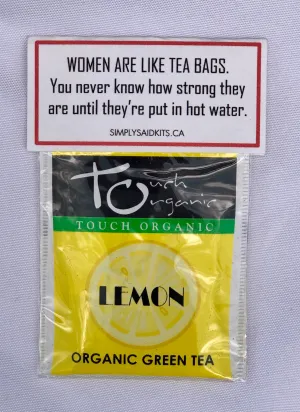 WOMEN ARE LIKE TEA BAGS.
You never know how strong they
are until they're put in hot water.
SIMPLYSAIDKITS.CA
Touch
Organic
TOUCH ORGANIC
LEMON
ORGANIC GREEN TEA